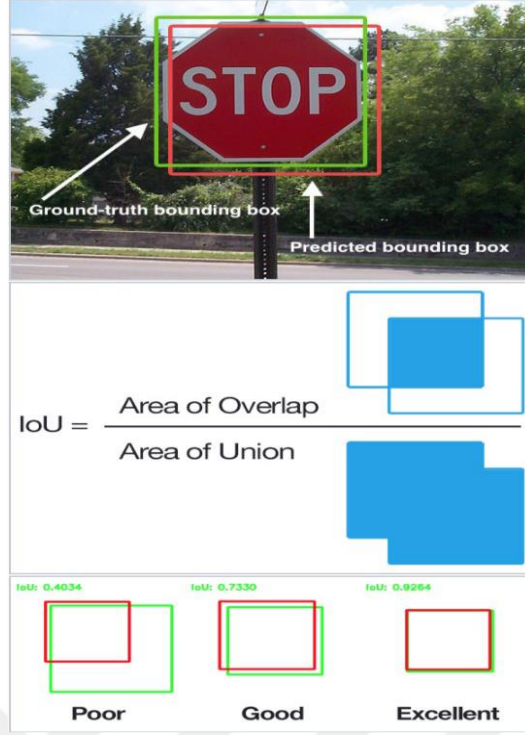 STOP
Ground-truth bounding box
Predicted bounding box
IoU =
Area of Overlap
Area of Union
IoU: 0.4034
IoU: 0.7330
IoU: 0.9264
Poor
Good
Excellent